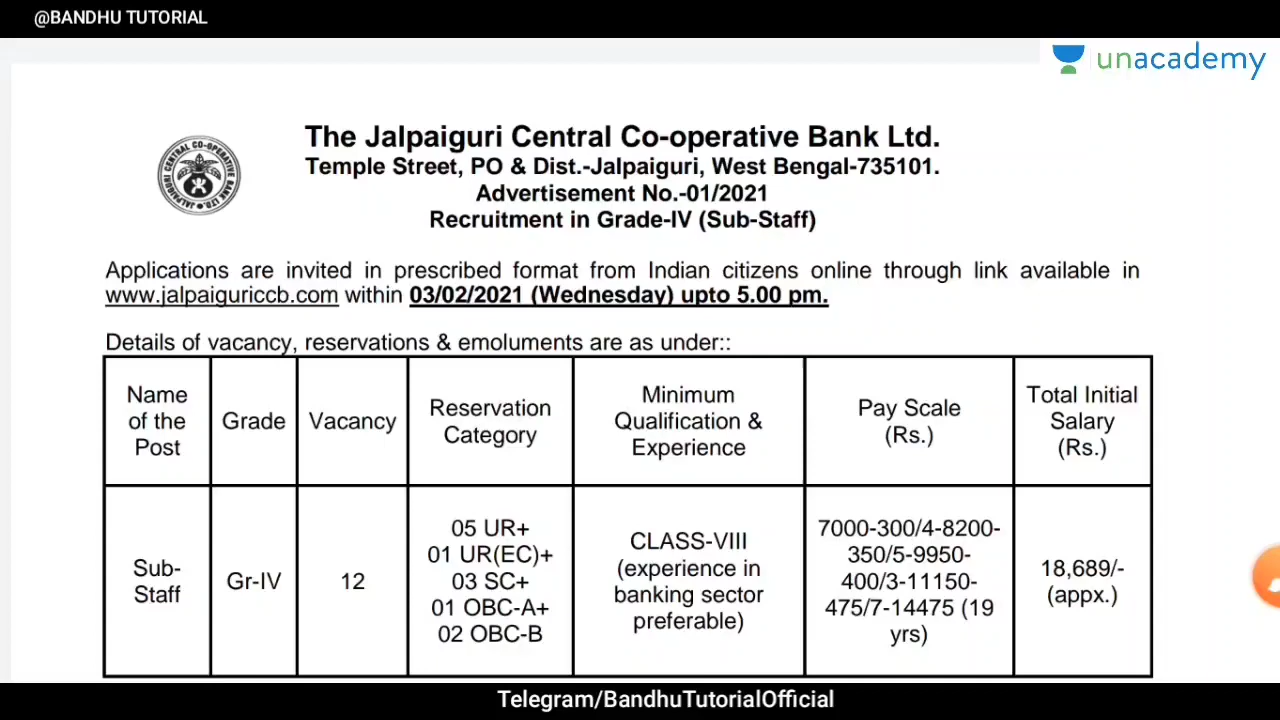 @BANDHU TUTORIAL
unacademy
The Jalpaiguri Central Co-operative Bank Ltd.
Temple Street, PO & Dist.-Jalpaiguri, West Bengal-735101.
Advertisement No.-01/2021
Recruitment in Grade-IV (Sub-Staff)
JALPAIGURI CENTRAL CO-OPERATIVE BANK LTD.
Applications are invited in prescribed format from Indian citizens online through link available in
www.jalpaiguriccb.com within 03/02/2021 (Wednesday) upto 5.00 pm.
Details of vacancy, reservations & emoluments are as under::
Name
of the
Post
Grade
Vacancy
Reservation
Category
Minimum
Qualification &
Experience
Pay Scale
(Rs.)
Total Initial
Salary
(Rs.)
Sub-
Staff
Gr-IV
12
05 UR+
01 UR(EC)+
03 SC+
01 OBC-A+
02 OBC-B
CLASS-VIII
(experience in
banking sector
preferable)
7000-300/4-8200-
350/5-9950-
400/3-11150-
475/7-14475 (19
yrs)
18,689/-
(appx.)
Telegram/BandhuTutorialOfficial